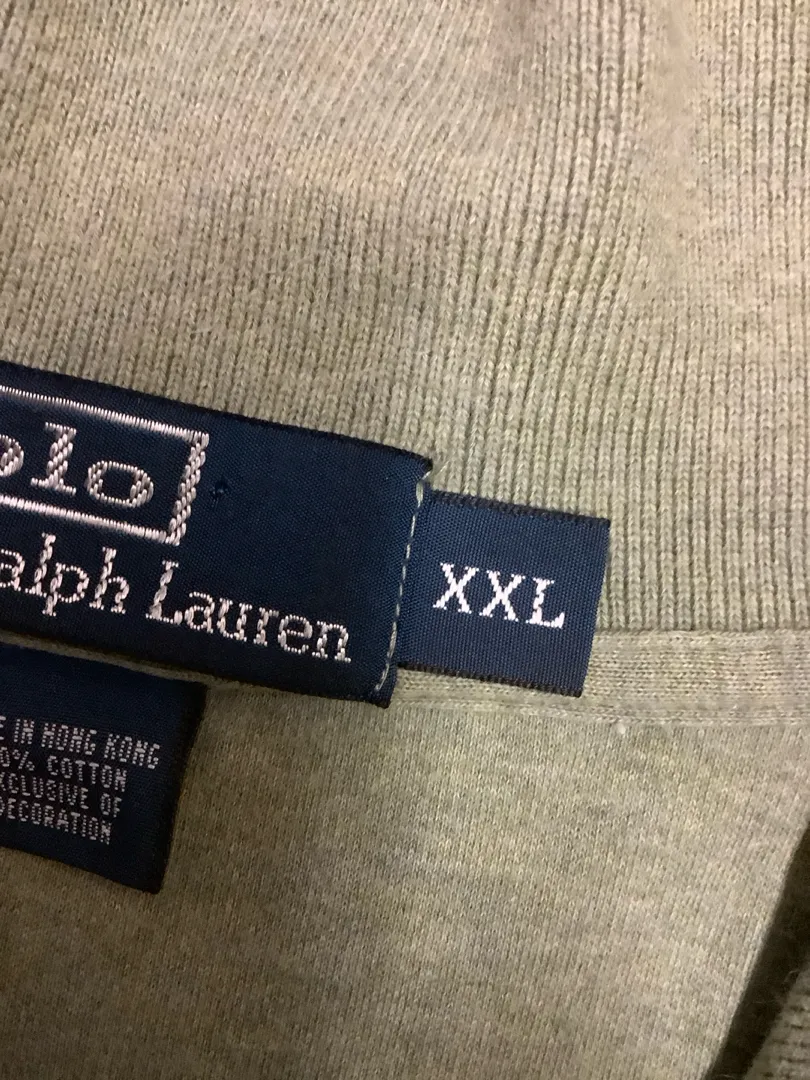 olo
alph Lauren
XXL
E IN HONG KONG
0% COTTON
XCLUSIVE OF
DECORATION